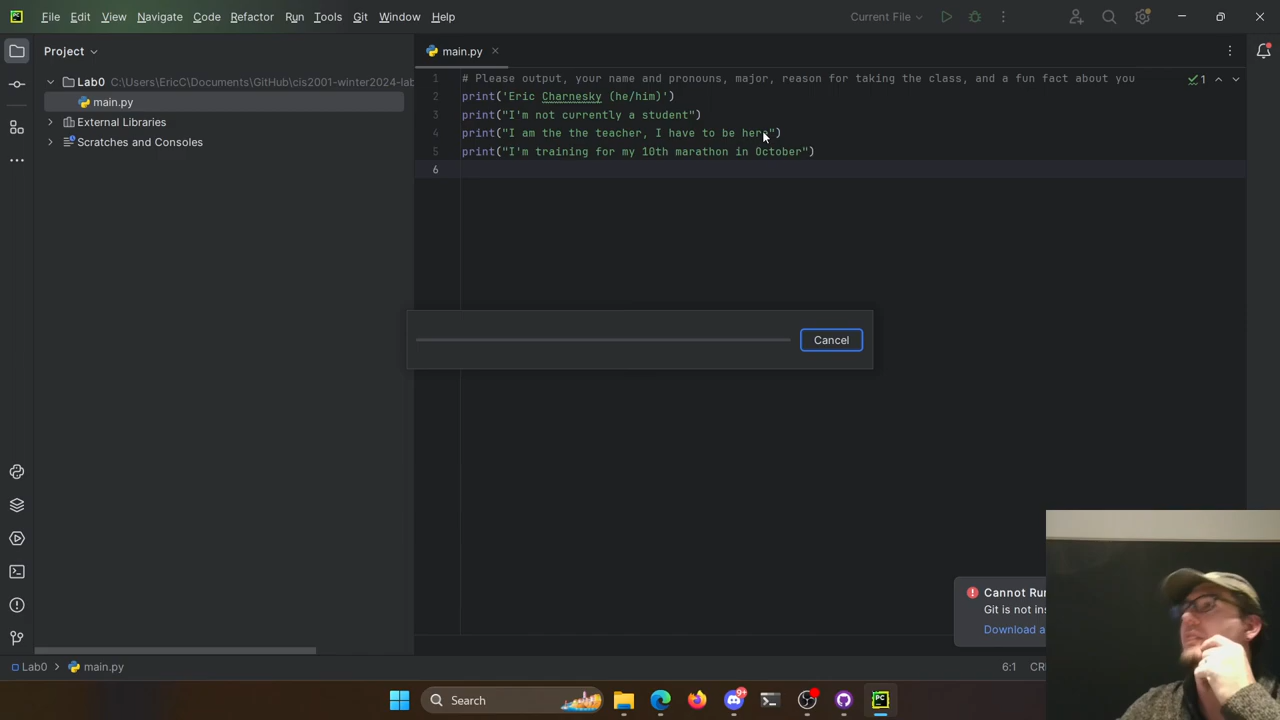 File Edit View Navigate Code Refactor Run Tools Git Window Help
Current File
Project
main.py
Lab0 C:\Users\EricC\Documents\GitHub\cis2001-winter2024-lab
main.py
External Libraries
Scratches and Consoles
1 # Please output, your name and pronouns, major, reason for taking the class, and a fun fact about you
1
2 print('Eric Charnesky (he/him)')
3 print("I'm not currently a student")
4 print("I am the the teacher, I have to be here")
5 print("I'm training for my 10th marathon in October")
6
Cancel
Cannot Run
Git is not ins
Download a
Lab0 > main.py
6:1 CR
Search
9+